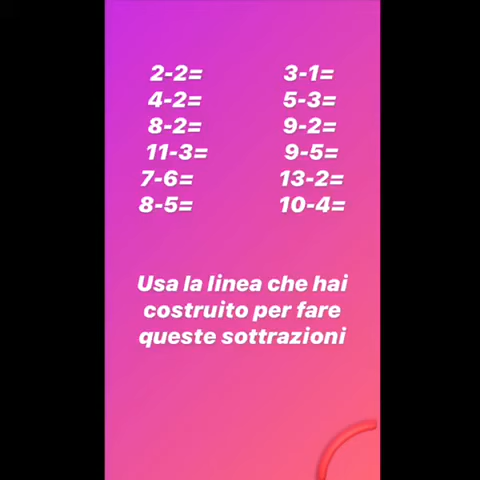 2-2= 3-1=
4-2= 5-3=
8-2= 9-2=
11-3= 9-5=
7-6= 13-2=
8-5= 10-4=
Usa la linea che hai
costruito per fare
queste sottrazioni